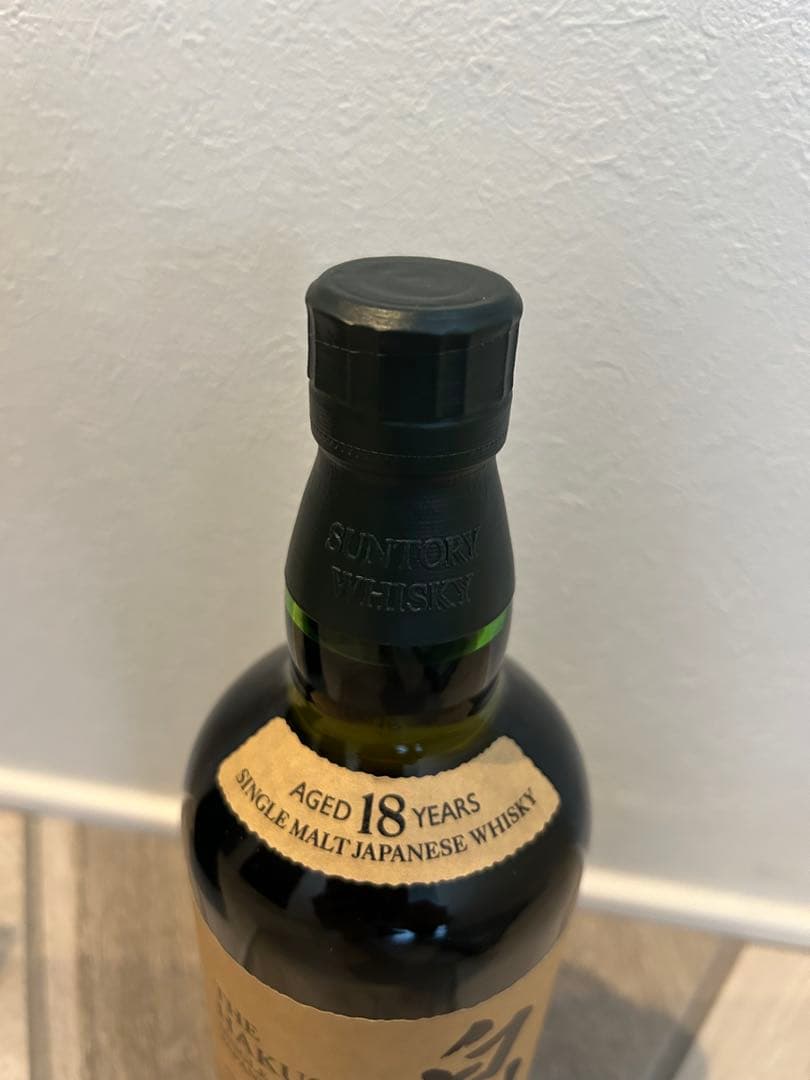 SUNTORY
WHISKY
AGED 18 YEARS
SINGLE MALT JAPANESE WHISKY
THE